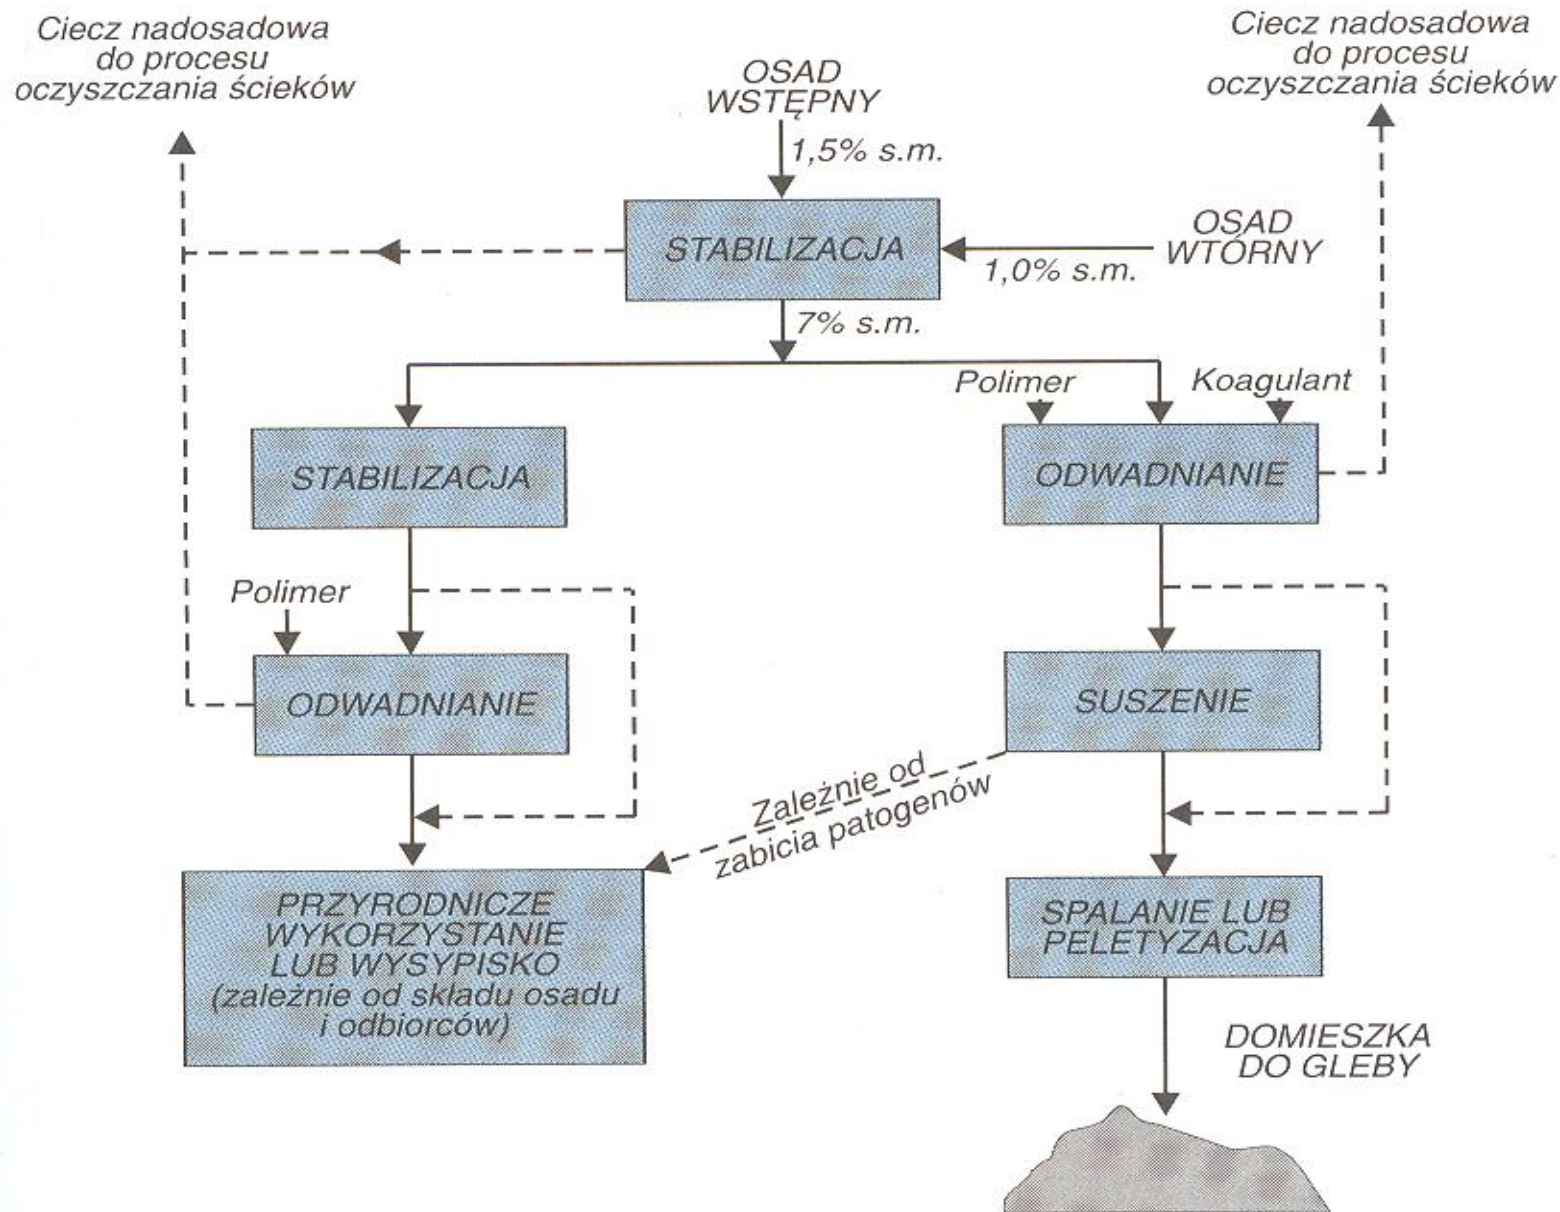 Ciecz nadosadowa
do procesu
oczyszczania ścieków
Ciecz nadosadowa
do procesu
oczyszczania ścieków
OSAD
WSTĘPNY
1,5% s.m.
STABILIZACJA
OSAD
WTÓRNY
1,0% s.m.
7% s.m.
Polimer
Koagulant
STABILIZACJA
ODWADNIANIE
Polimer
ODWADNIANIE
SUSZENIE
Zależnie od
zabicia patogenów
PRZYRODNICZE
WYKORZYSTANIE
LUB WYSYPISKO
(zależnie od składu osadu
i odbiorców)
SPALANIE LUB
PELETYZACJA
DOMIESZKA
DO GLEBY